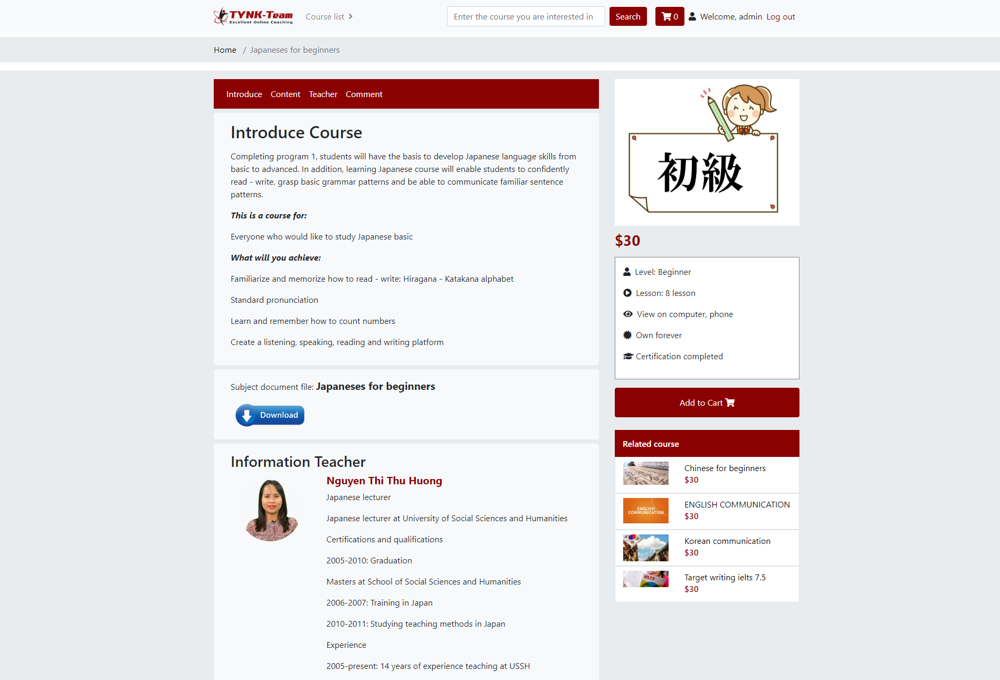 TYNK-Team
Excellent Online Coaching
Course list
Enter the course you are interested in
Search
0
Welcome, admin
Log out
Home / Japaneses for beginners
Introduce
Content
Teacher
Comment
Introduce Course
Completing program 1, students will have the basis to develop Japanese language skills from
basic to advanced. In addition, learning Japanese course will enable students to confidently
read - write, grasp basic grammar patterns and be able to communicate familiar sentence
patterns.
This is a course for:
Everyone who would like to study Japanese basic
What will you achieve:
Familiarize and memorize how to read - write: Hiragana - Katakana alphabet
Standard pronunciation
Learn and remember how to count numbers
Create a listening, speaking, reading and writing platform
Subject document file: Japaneses for beginners
Download
Information Teacher
Nguyen Thi Thu Huong
Japanese lecturer
Japanese lecturer at University of Social Sciences and Humanities
Certifications and qualifications
2005-2010: Graduation
Masters at School of Social Sciences and Humanities
2006-2007: Training in Japan
2010-2011: Studying teaching methods in Japan
Experience
2005-present: 14 years of experience teaching at USSH
初級
$30
Level: Beginner
Lesson: 8 lesson
View on computer, phone
Own forever
Certification completed
Add to Cart
Related course
Chinese for beginners
$30
ENGLISH
COMMUNICATION
ENGLISH COMMUNICATION
$30
Korean communication
$30
IELTS
Target writing ielts 7.5
$30